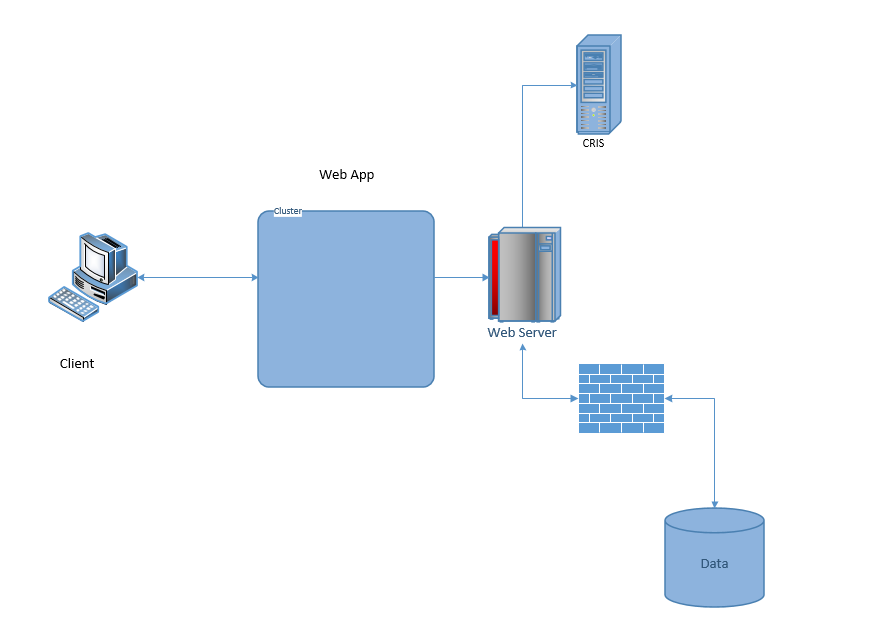 CRIS
Web App
Cluster
Web Server
Client
Data